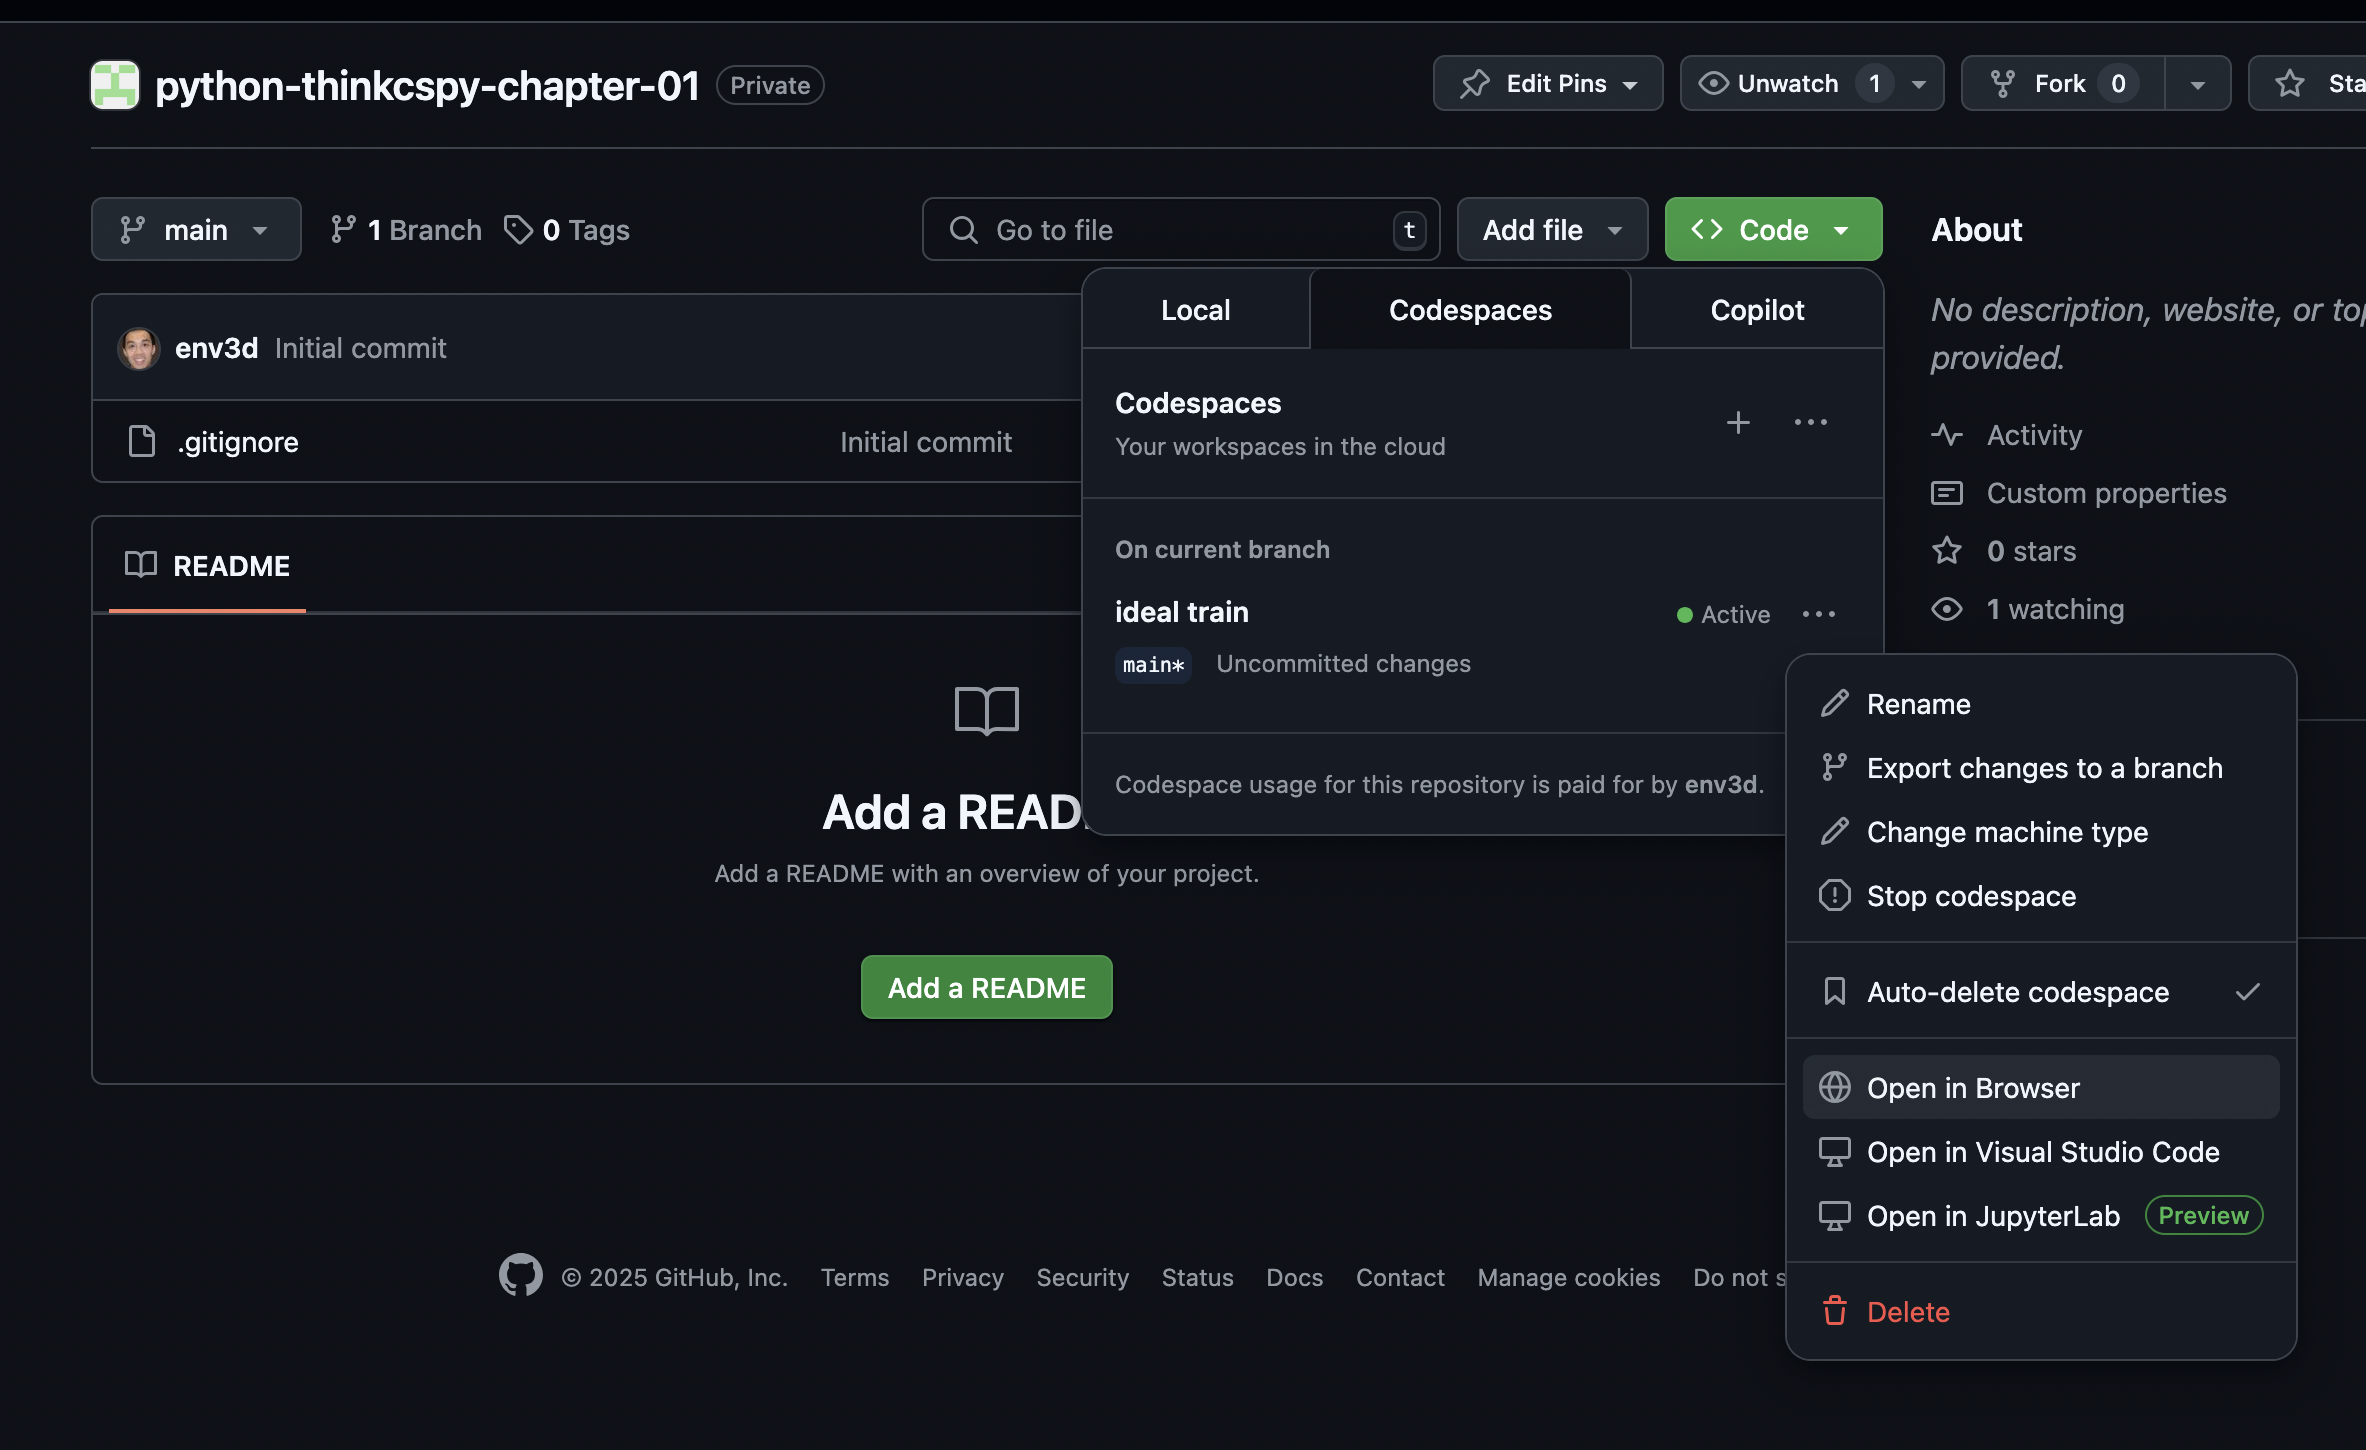 python-thinkcspy-chapter-01 Private
Edit Pins
Unwatch 1
Fork 0
main
1 Branch
0 Tags
Go to file
t
Add file
Code
About
No description, website, or
provided.
Activity
Custom properties
0 stars
1 watching
env3d Initial commit
.gitignore
Initial commit
README
Add a README with an overview of your project.
Add a README
Local
Codespaces
Copilot
Codespaces
Your workspaces in the cloud
On current branch
ideal train
Active
main* Uncommitted changes
Codespace usage for this repository is paid for by env3d.
Rename
Export changes to a branch
Change machine type
Stop codespace
Auto-delete codespace
Open in Browser
Open in Visual Studio Code
Open in JupyterLab Preview
Delete
© 2025 GitHub, Inc. Terms Privacy Security Status Docs Contact Manage cookies Do not